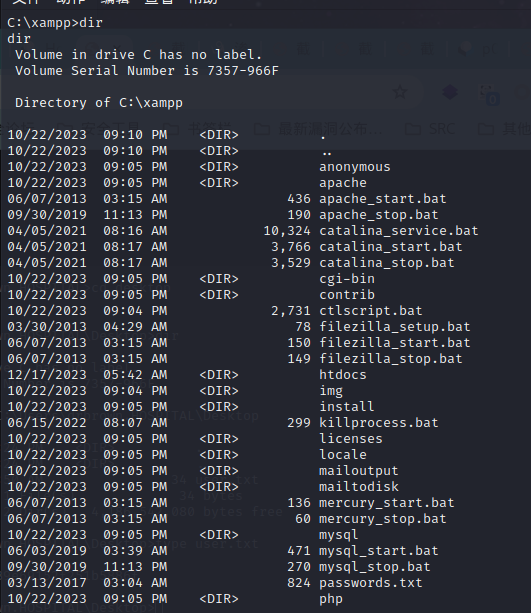 C:\xampp>dir
dir
 Volume in drive C has no label.
 Volume Serial Number is 7357-966F
 Directory of C:\xampp
10/22/2023  09:10 PM    <DIR>          .
10/22/2023  09:10 PM    <DIR>          ..
10/22/2023  09:05 PM    <DIR>          anonymous
10/22/2023  09:05 PM    <DIR>          apache
06/07/2013  03:15 AM               436 apache_start.bat
09/30/2019  11:13 PM               190 apache_stop.bat
04/05/2021  08:16 AM            10,324 catalina_service.bat
04/05/2021  08:17 AM             3,766 catalina_start.bat
04/05/2021  08:17 AM             3,529 catalina_stop.bat
10/22/2023  09:05 PM    <DIR>          cgi-bin
10/22/2023  09:05 PM    <DIR>          contrib
10/22/2023  09:04 PM             2,731 ctlscript.bat
03/30/2013  04:29 AM                78 filezilla_setup.bat
06/07/2013  03:15 AM               150 filezilla_start.bat
06/07/2013  03:15 AM               149 filezilla_stop.bat
12/17/2023  05:42 AM    <DIR>          htdocs
10/22/2023  09:04 PM    <DIR>          img
10/22/2023  09:05 PM    <DIR>          install
06/15/2022  08:07 AM               299 killprocess.bat
10/22/2023  09:05 PM    <DIR>          licenses
10/22/2023  09:05 PM    <DIR>          locale
10/22/2023  09:05 PM    <DIR>          mailoutput
10/22/2023  09:05 PM    <DIR>          mailtodisk
06/07/2013  03:15 AM               136 mercury_start.bat
06/07/2013  03:15 AM                60 mercury_stop.bat
10/22/2023  09:05 PM    <DIR>          mysql
06/03/2019  03:39 AM               471 mysql_start.bat
09/30/2019  11:13 PM               270 mysql_stop.bat
03/13/2017  03:04 AM               824 passwords.txt
10/22/2023  09:05 PM    <DIR>          php